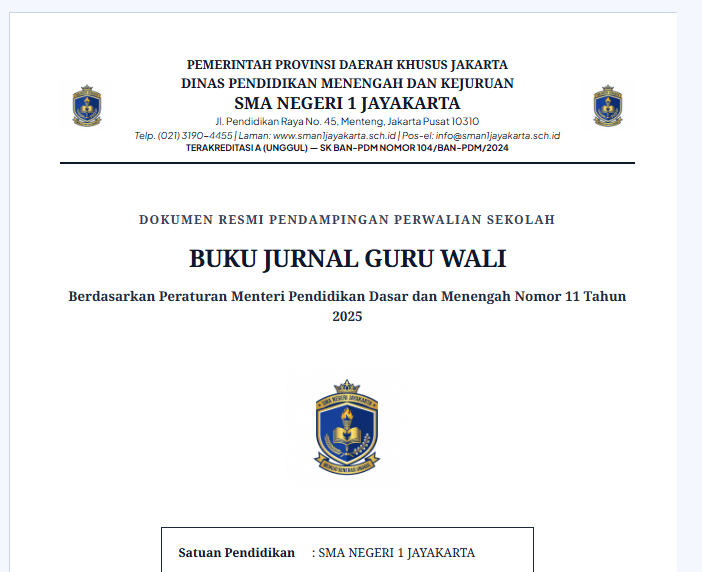 PEMERINTAH PROVINSI DAERAH KHUSUS JAKARTA
DINAS PENDIDIKAN MENENGAH DAN KEJURUAN
SMA NEGERI 1 JAYAKARTA
Jl. Pendidikan Raya No. 45, Menteng, Jakarta Pusat 10310
Telp. (021) 3190-4455 | Laman: www.sman1jayakarta.sch.id | Pos-el: info@sman1jayakarta.sch.id
TERAKREDITASI A (UNGGUL) — SK BAN-PDM NOMOR 104/BAN-PDM/2024
DOKUMEN RESMI PENDAMPINGAN PERWALIAN SEKOLAH
BUKU JURNAL GURU WALI
Berdasarkan Peraturan Menteri Pendidikan Dasar dan Menengah Nomor 11 Tahun
2025
SMA NEGERI JAYAKARTA
Satuan Pendidikan : SMA NEGERI 1 JAYAKARTA